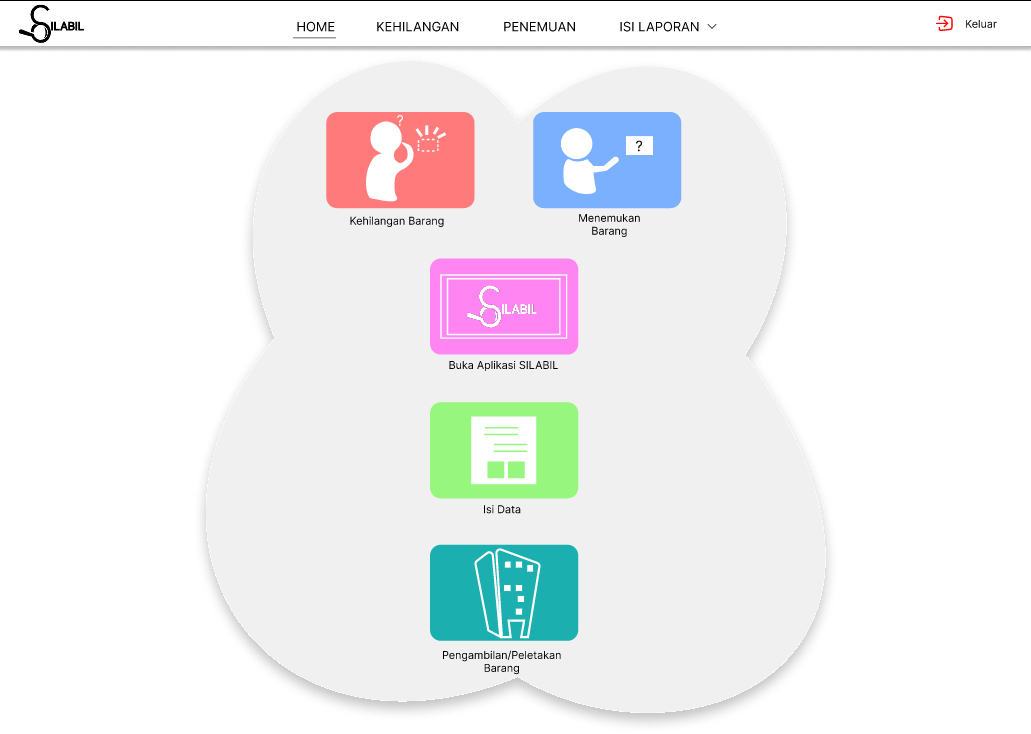 SILABIL
HOME
KEHILANGAN
PENEMUAN
ISI LAPORAN
Keluar
?
?
Kehilangan Barang
Menemukan
Barang
SILABIL
Buka Aplikasi SILABIL
Isi Data
Pengambilan/Peletakan
Barang